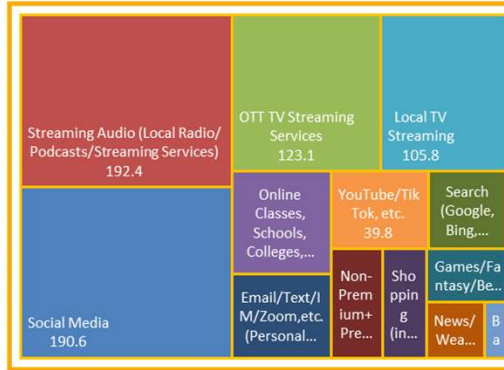 Streaming Audio (Local Radio/
Podcasts/Streaming Services)
192.4
Social Media
190.6
OTT TV Streaming
Services
123.1
Local TV
Streaming
105.8
Online
Classes,
Schools,
Colleges,...
YouTube/Tik
Tok, etc.
39.8
Search
(Google,
Bing,...
Email/Text/I
M/Zoom,etc.
(Personal...
Non-
Prem
ium+
Pre...
Sho
ppin
g
(in...
Games/Fa
ntasy/Be...
News/
Wea...
Ba